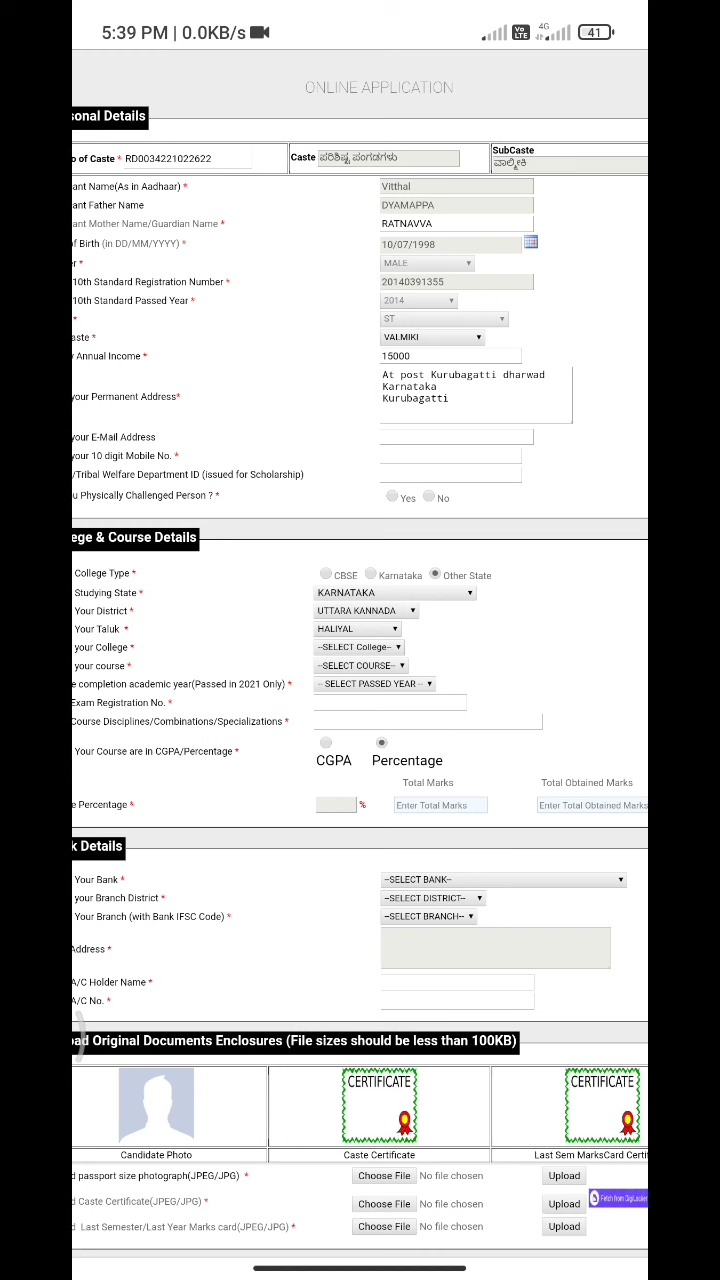 5:39 PM | 0.0KB/s
Vo LTE 4G 41
ONLINE APPLICATION
sonal Details
o of Caste * RD0034221022622 Caste ಪರಿಶಿಷ್ಟ ಪಂಗಡಗಳು SubCaste ವಾಲ್ಮೀಕಿ
ant Name(As in Aadhaar) * Vitthal
ant Father Name DYAMAPPA
ant Mother Name/Guardian Name * RATNAVVA
f Birth (in DD/MM/YYYY) * 10/07/1998
r * MALE
10th Standard Registration Number * 20140391355
10th Standard Passed Year * 2014
* ST
aste * VALMIKI
Annual Income * 15000
your Permanent Address* At post Kurubagatti dharwad
Karnataka
Kurubagatti
your E-Mail Address
your 10 digit Mobile No. *
/Tribal Welfare Department ID (issued for Scholarship)
u Physically Challenged Person ? * Yes No
ege & Course Details
College Type * CBSE Karnataka Other State
Studying State * KARNATAKA
Your District * UTTARA KANNADA
Your Taluk * HALIYAL
your College * --SELECT College--
your course * --SELECT COURSE--
e completion academic year(Passed in 2021 Only) * -- SELECT PASSED YEAR --
Exam Registration No. *
Course Disciplines/Combinations/Specializations *
Your Course are in CGPA/Percentage * CGPA Percentage
Total Marks Total Obtained Marks
e Percentage * % Enter Total Marks Enter Total Obtained Marks
k Details
Your Bank * --SELECT BANK--
your Branch District * --SELECT DISTRICT--
Your Branch (with Bank IFSC Code) * --SELECT BRANCH--
Address *
A/C Holder Name *
A/C No. *
oad Original Documents Enclosures (File sizes should be less than 100KB)
CERTIFICATE CERTIFICATE
Candidate Photo Caste Certificate Last Sem MarksCard Certi
d passport size photograph(JPEG/JPG) * Choose File No file chosen Upload
d Caste Certificate(JPEG/JPG) * Choose File No file chosen Upload Fetch from DigiLocker
d Last Semester/Last Year Marks card(JPEG/JPG) * Choose File No file chosen Upload